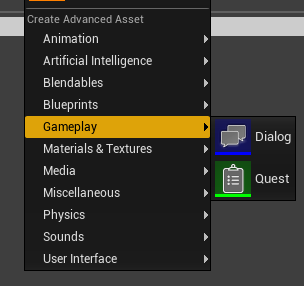 Create Advanced Asset
Animation
Artificial Intelligence
Blendables
Blueprints
Gameplay
Materials & Textures
Media
Miscellaneous
Physics
Sounds
User Interface
Dialog
Quest